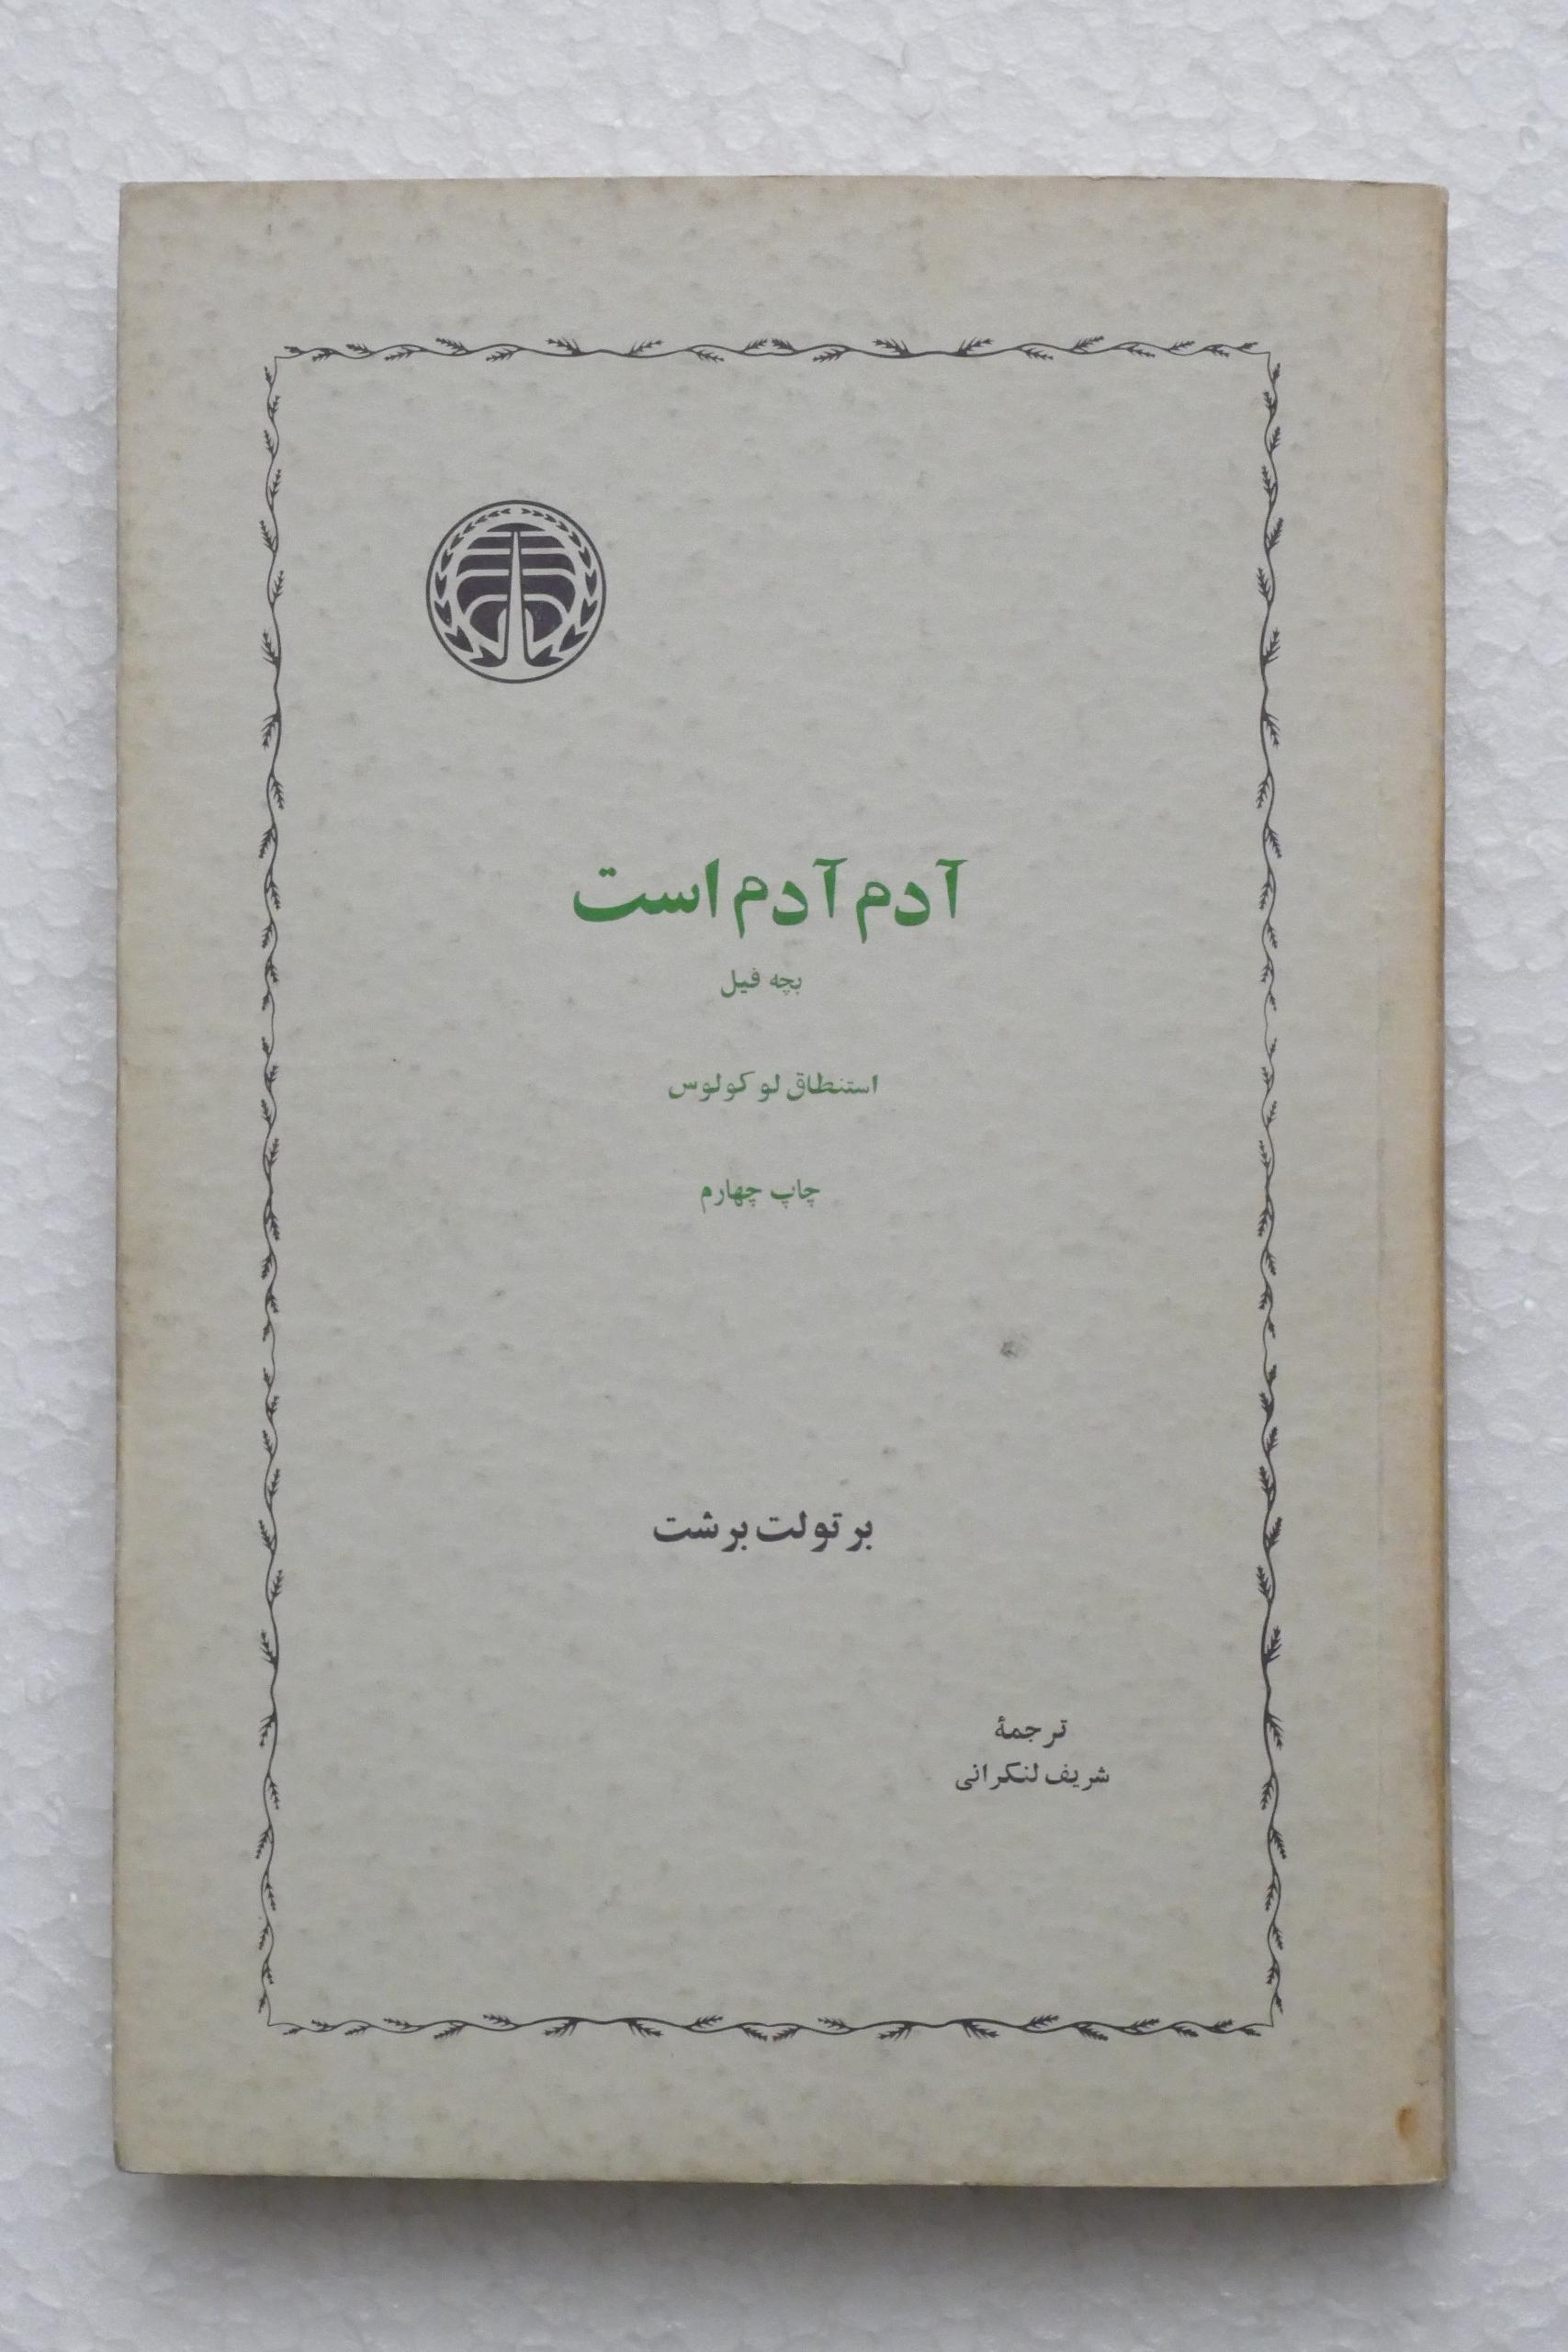 آدم آدم است
بچه فیل
استنطاق لوکولوس
چاپ چهارم
برتولت برشت
ترجمهٔ
شریف لنکرانی